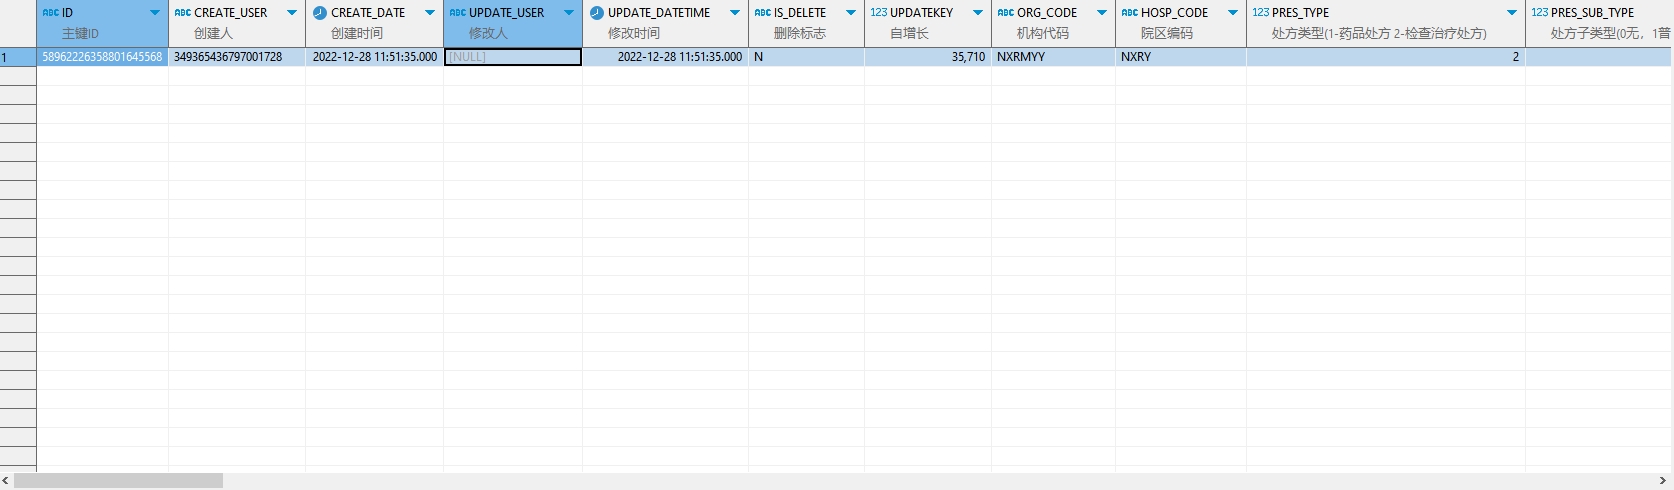 ABC ID ABC CREATE_USER CREATE_DATE ABC UPDATE_USER UPDATE_DATETIME ABC IS_DELETE 123 UPDATEKEY ABC ORG_CODE ABC HOSP_CODE 123 PRES_TYPE 123 PRES_SUB_TYPE
主键ID 创建人 创建时间 修改人 修改时间 删除标志 自增长 机构代码 院区编码 处方类型(1-药品处方 2-检查治疗处方) 处方子类型(0无，1普
1 58962226358801645568 349365436797001728 2022-12-28 11:51:35.000 [NULL] 2022-12-28 11:51:35.000 N 35,710 NXRMYY NXRY 2